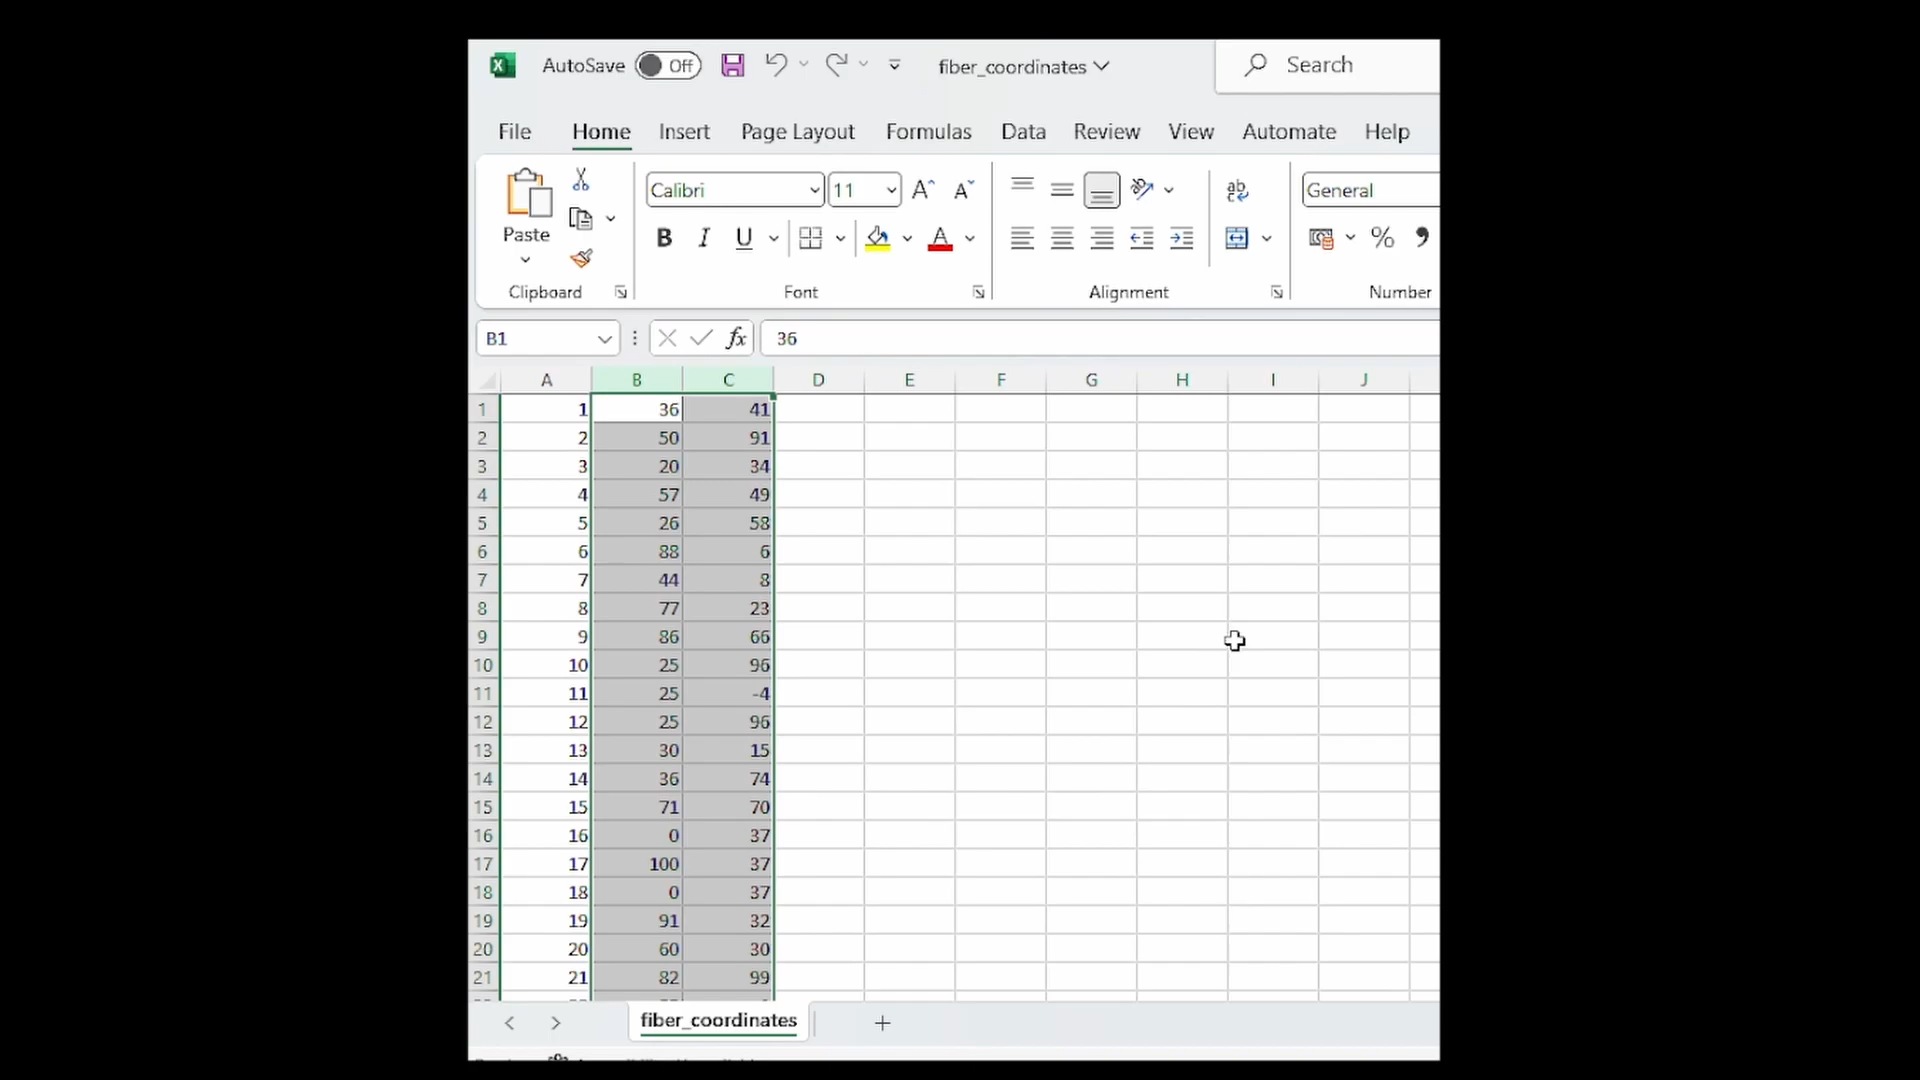 AutoSave Off fiber_coordinates Search
File Home Insert Page Layout Formulas Data Review View Automate Help
Calibri 11 General
Paste B I U A %
Clipboard Font Alignment Number
B1 fx 36
A B C D E F G H I J
1 1 36 41
2 2 50 91
3 3 20 34
4 4 57 49
5 5 26 58
6 6 88 6
7 7 44 8
8 8 77 23
9 9 86 66
10 10 25 96
11 11 25 -4
12 12 25 96
13 13 30 15
14 14 36 74
15 15 71 70
16 16 0 37
17 17 100 37
18 18 0 37
19 19 91 32
20 20 60 30
21 21 82 99
fiber_coordinates